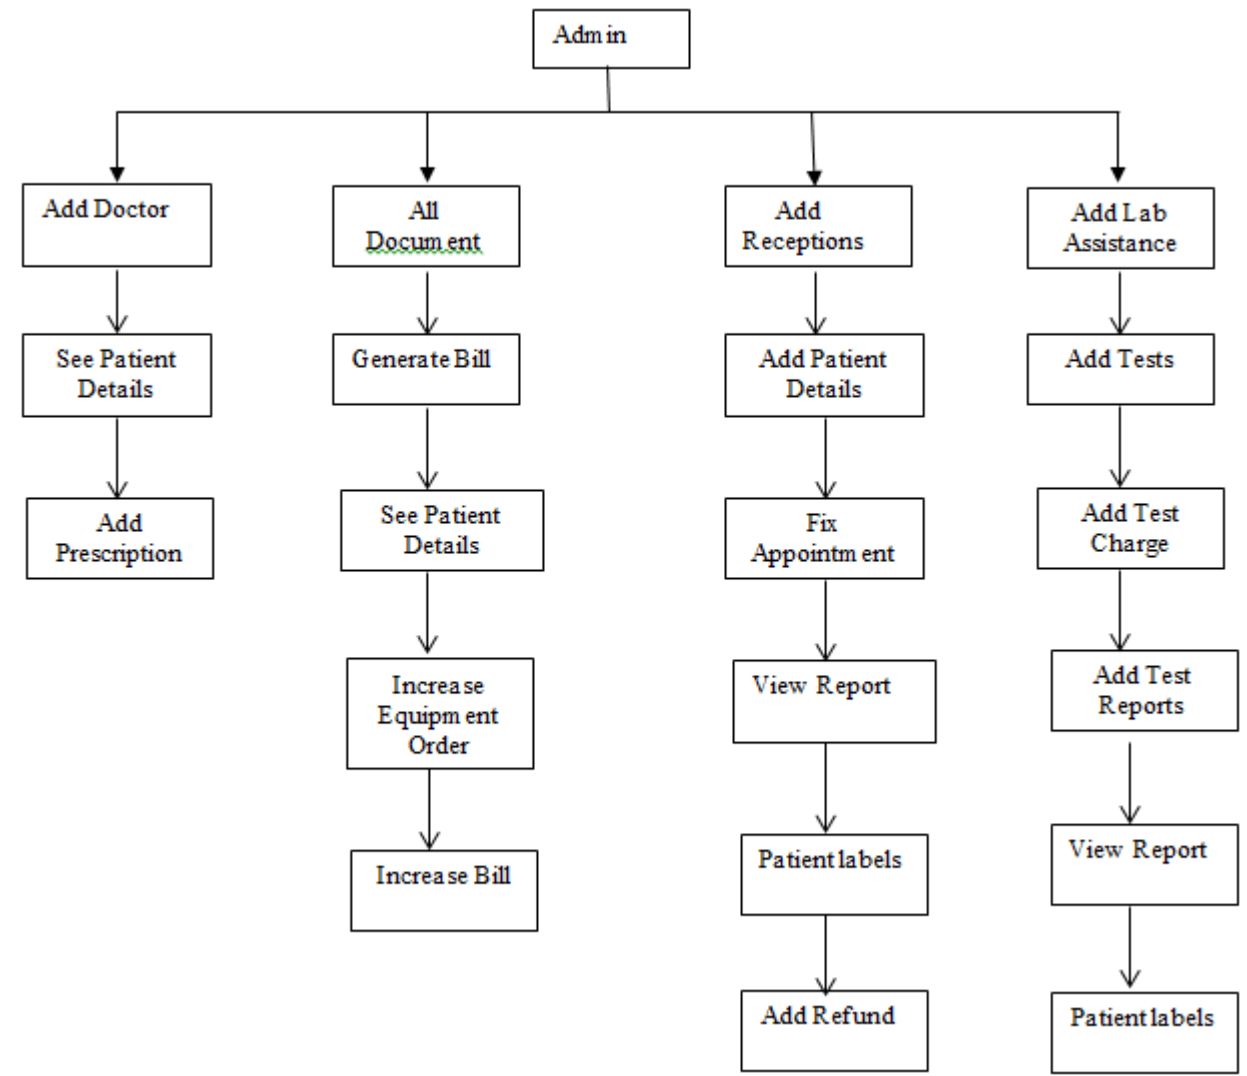 Admin
Add Doctor
All
Document
Add
Receptions
Add Lab
Assistance
See Patient
Details
Generate Bill
Add Patient
Details
Add Tests
Add
Prescription
See Patient
Details
Fix
Appointment
Add Test
Charge
Increase
Equipment
Order
View Report
Add Test
Reports
Increase Bill
Patient labels
View Report
Add Refund
Patient labels